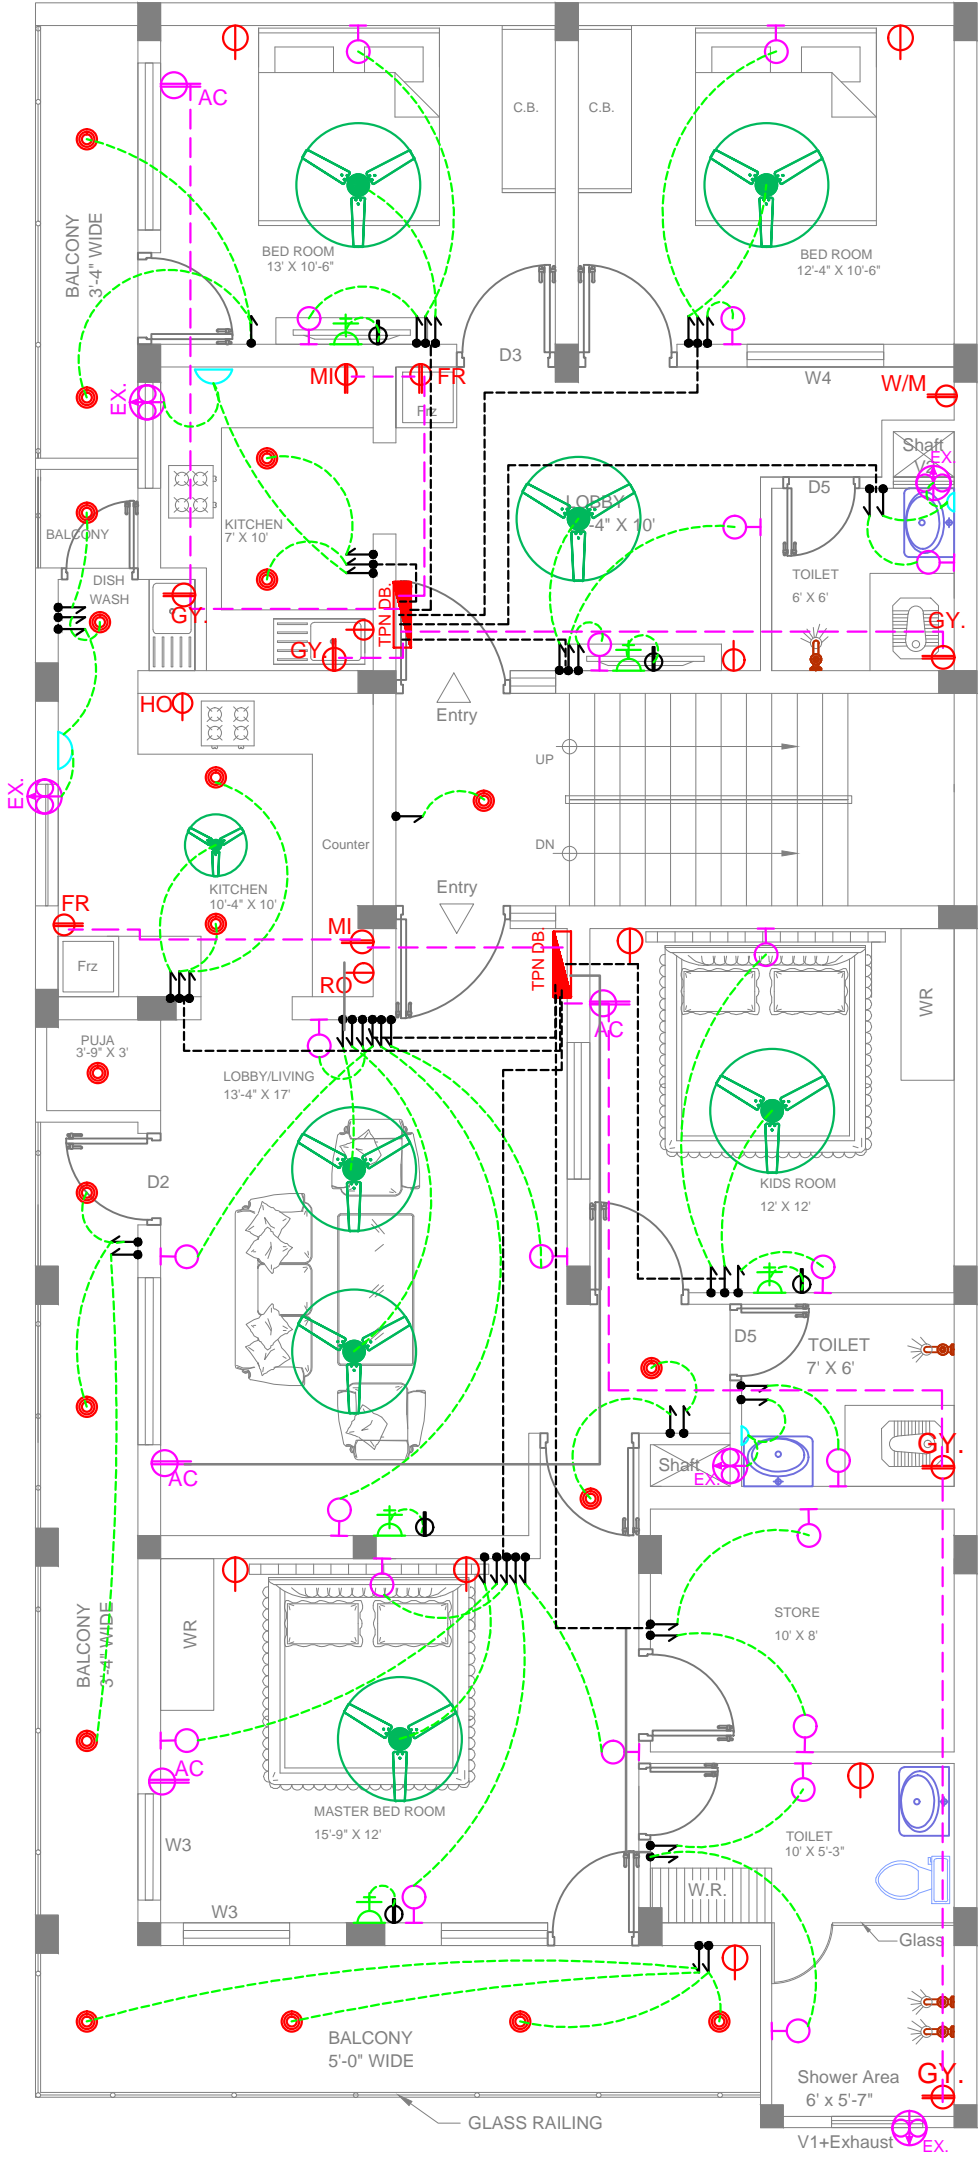 AC
C.B.
C.B.
BALCONY
3'-4" WIDE
BED ROOM
13' X 10'-6"
BED ROOM
12'-4" X 10'-6"
D3
MI
FR
W4
W/M
EX.
Frz
Shaft
EX.
D5
LOBBY
-4" X 10'
KITCHEN
7' X 10'
BALCONY
DISH
WASH
TOILET
6' X 6'
GY.
TPN DB.
GY.
GY.
HO
Entry
UP
EX.
Counter
DN
KITCHEN
10'-4" X 10'
Entry
FR
MI
Frz
RO
TPN DB.
AC
WR
PUJA
3'-9" X 3'
LOBBY/LIVING
13'-4" X 17'
D2
KIDS ROOM
12' X 12'
D5
TOILET
7' X 6'
AC
Shaft
EX.
GY.
BALCONY
3'-4" WIDE
WR
STORE
10' X 8'
AC
MASTER BED ROOM
15'-9" X 12'
TOILET
10' X 5'-3"
W3
W3
W.R.
Glass
BALCONY
5'-0" WIDE
Shower Area
6' x 5'-7"
GY.
GLASS RAILING
V1+Exhaust
EX.